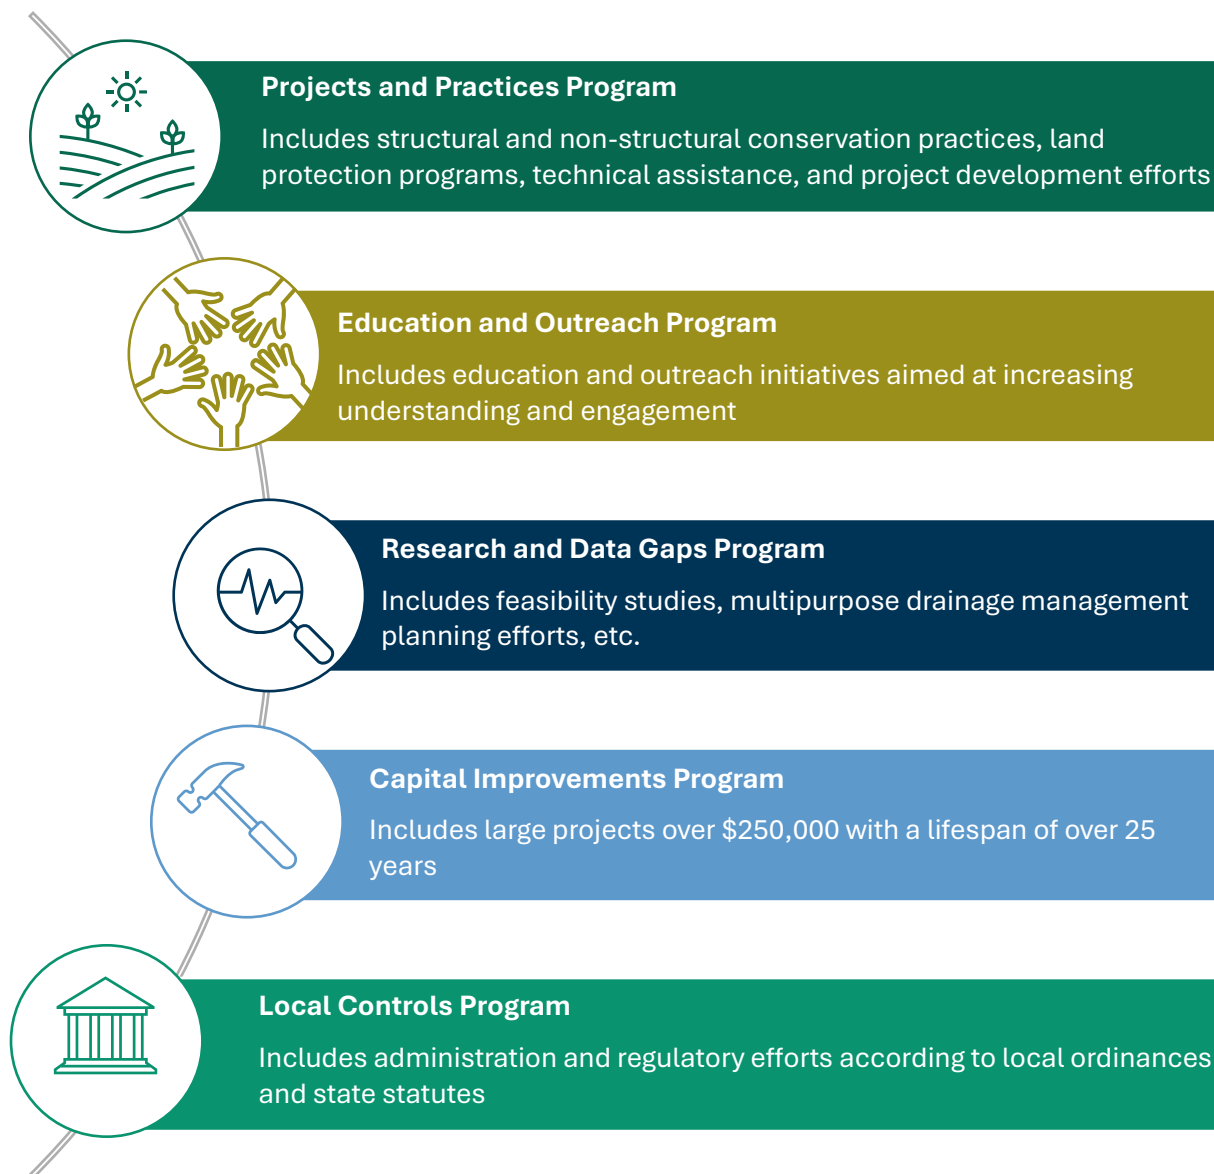 Projects and Practices Program
Includes structural and non-structural conservation practices, land
protection programs, technical assistance, and project development efforts
Education and Outreach Program
Includes education and outreach initiatives aimed at increasing
understanding and engagement
Research and Data Gaps Program
Includes feasibility studies, multipurpose drainage management
planning efforts, etc.
Capital Improvements Program
Includes large projects over $250,000 with a lifespan of over 25
years
Local Controls Program
Includes administration and regulatory efforts according to local ordinances
and state statutes